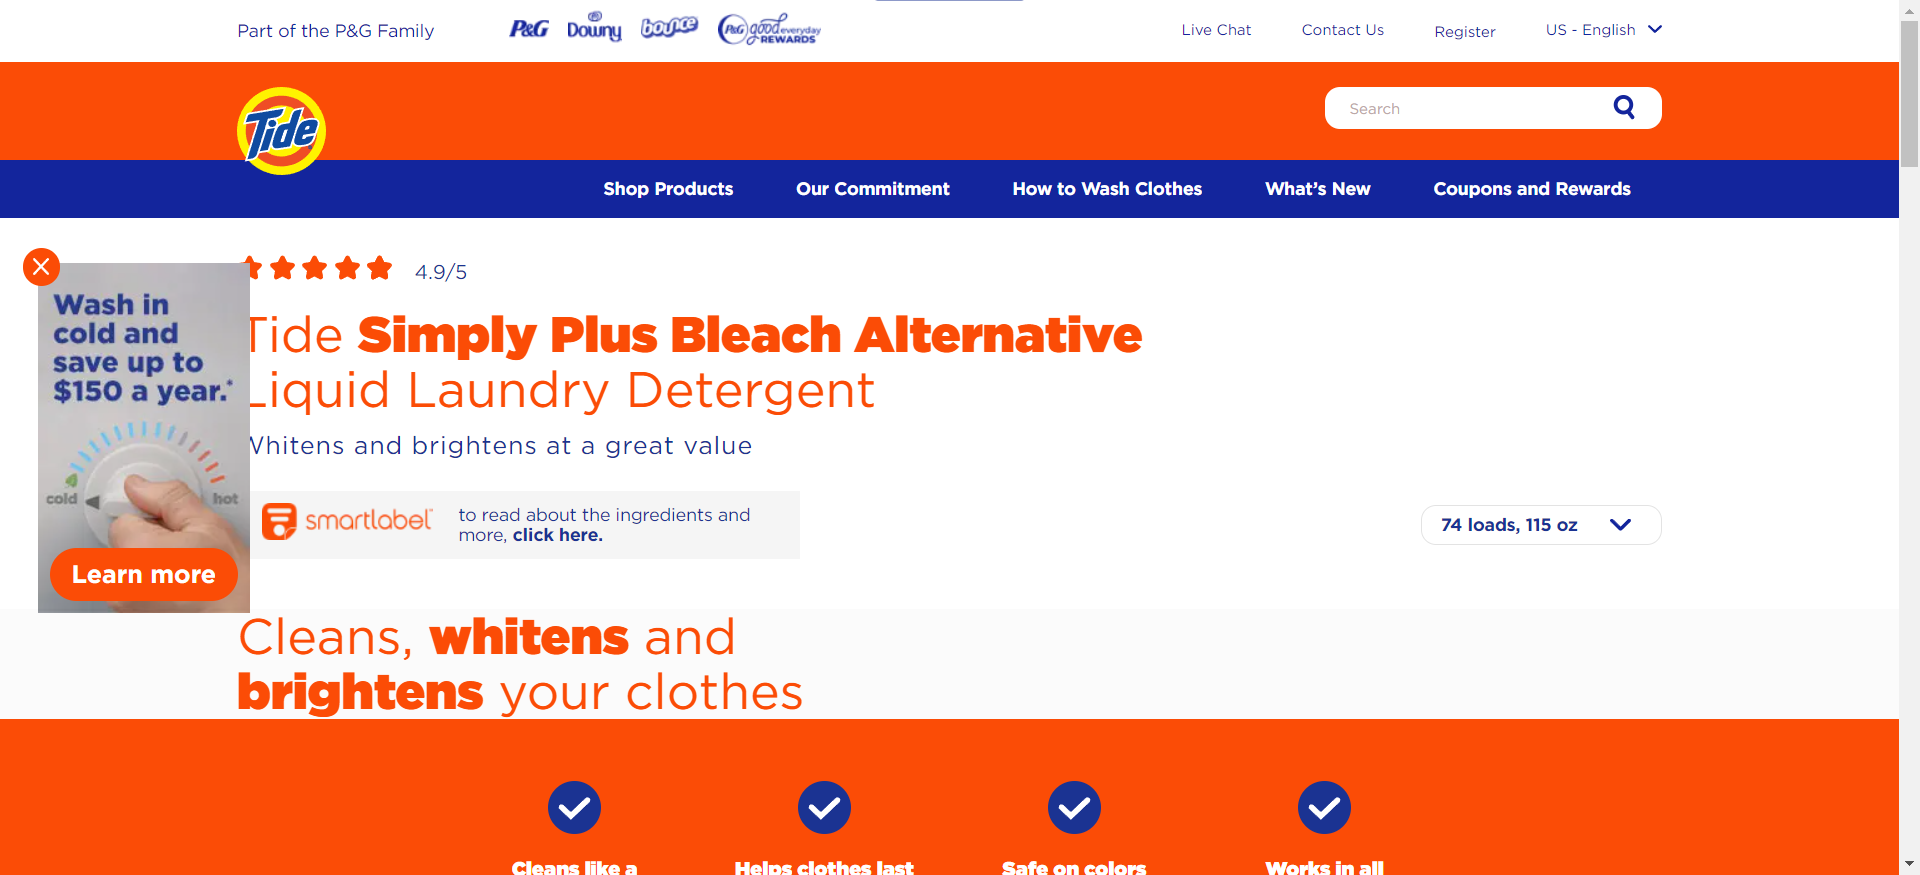 Part of the P&G Family
P&G
Downy
bounce
P&G good everyday REWARDS
Live Chat
Contact Us
Register
US - English
Tide
Search
Shop Products
Our Commitment
How to Wash Clothes
What's New
Coupons and Rewards
4.9/5
Wash in
cold and
save up to
$150 a year.*
cold
hot
Learn more
Tide Simply Plus Bleach Alternative
Liquid Laundry Detergent
Whitens and brightens at a great value
smartlabel™
to read about the ingredients and
more, click here.
74 loads, 115 oz
Cleans, whitens and
brightens your clothes
Cleans like a
Helps clothes last
Safe on colors
Works in all